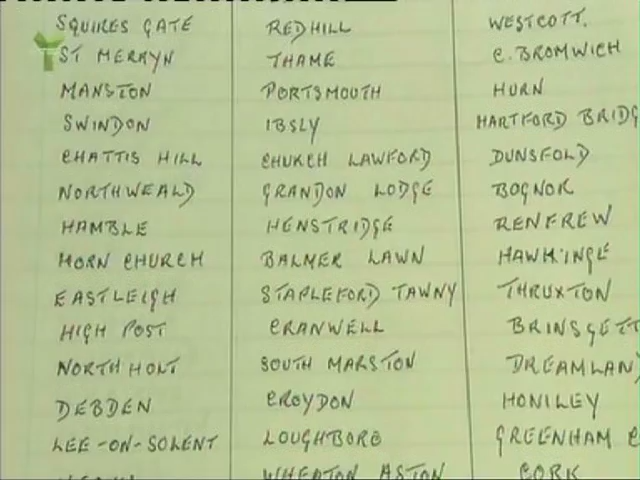 SQUIRES GATE
ST MERRYN
MANSTON
SWINDON
CHATTIS HILL
NORTHWEALD
HAMBLE
HORN CHURCH
EASTLEIGH
HIGH POST
NORTH HOLT
DEBDEN
LEE-ON-SOLENT
REDHILL
THAME
PORTSMOUTH
IBSLY
CHURCH LAWFORD
GRANDON LODGE
HENSTRIDGE
BALMER LAWN
STAPLEFORD TAWNY
CRANWELL
SOUTH MARSTON
CROYDON
LOUGHBORO
WHEATON ASTON
WESTCOTT.
C. BROMWICH
HURN
HARTFORD BRIDG
DUNSFOLD
BOGNOR
RENFREW
HAWKINGE
THRUXTON
BRINSGETT
DREAMLAN
HONILEY
GREENHAM C
CORK